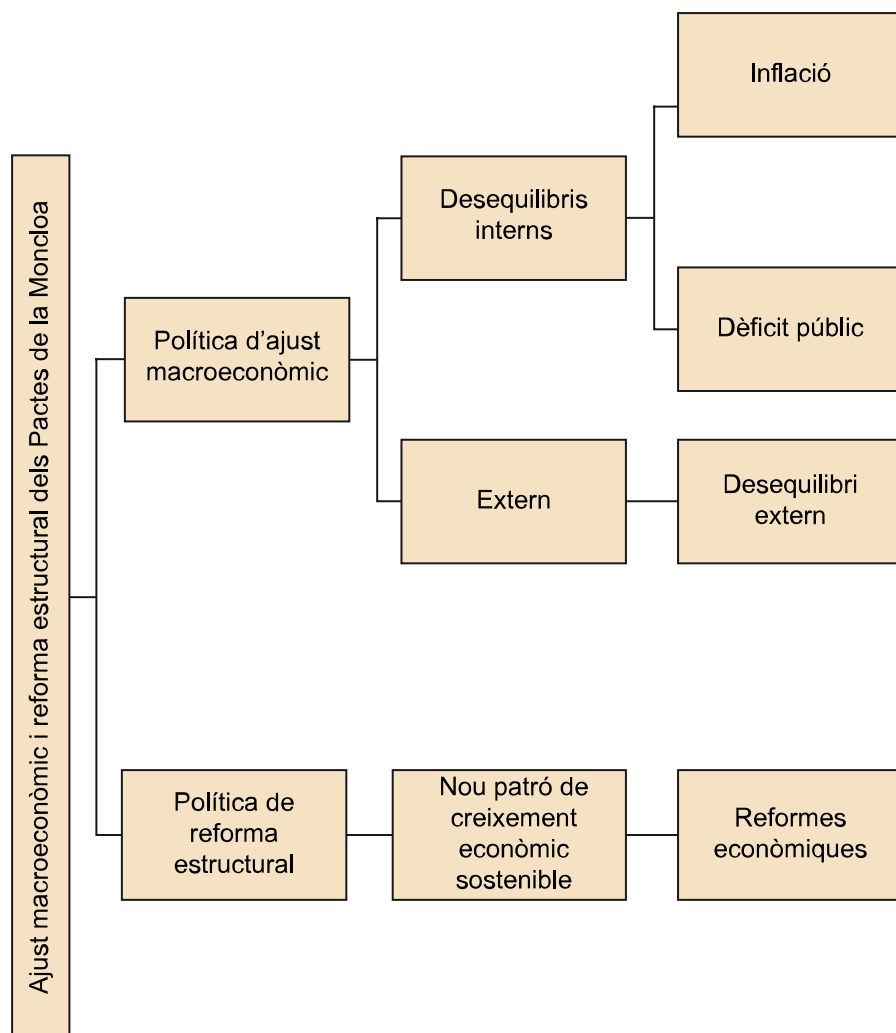 Ajust macroeconòmic i reforma estructural dels Pactes de la Moncloa
Política d’ajust
macroeconòmic
Desequilibris
interns
Inflació
Dèficit públic
Extern
Desequilibri
extern
Política de
reforma
estructural
Nou patró de
creixement
econòmic
sostenible
Reformes
econòmiques